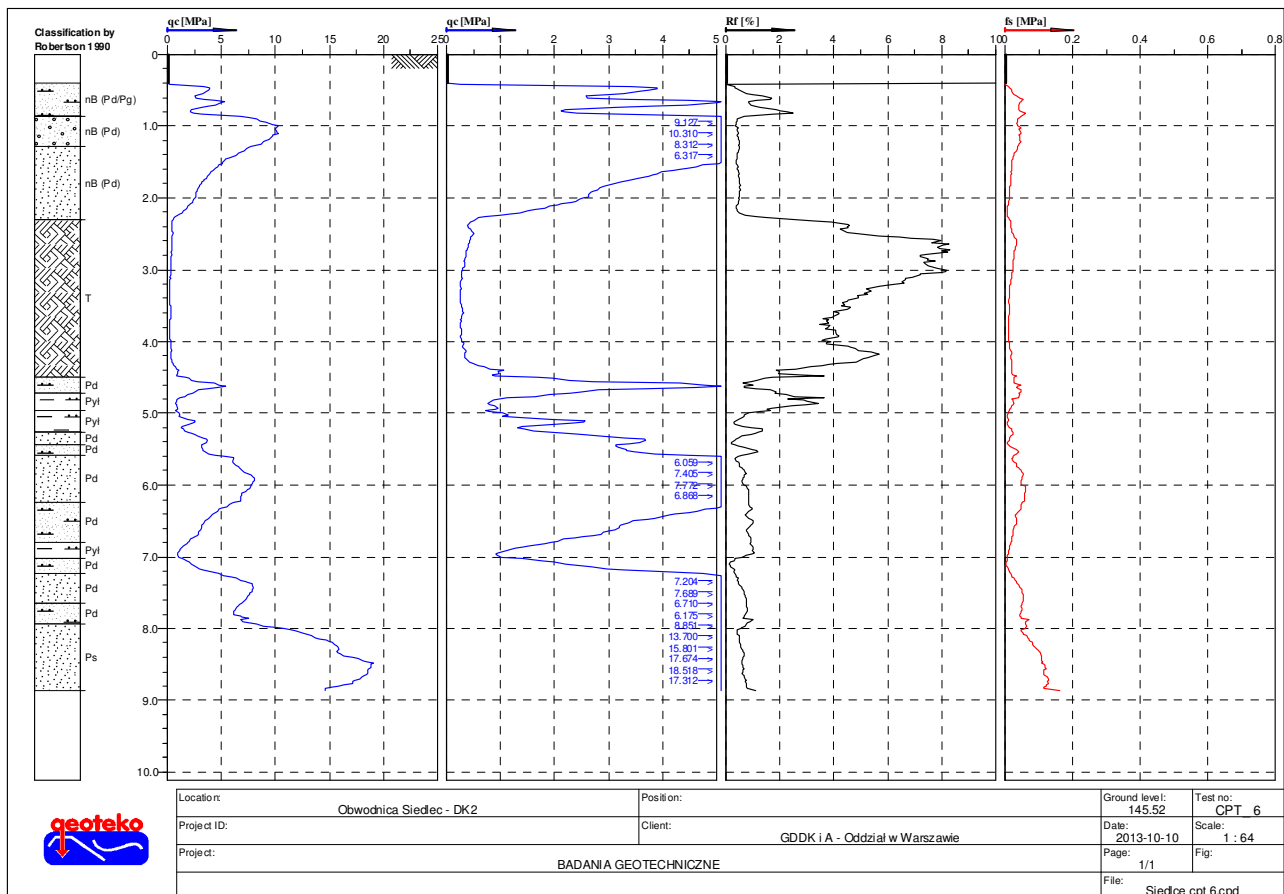 Classification by
Robertson 1990
qc [MPa]
0 5 10 15 20 25
qc [MPa]
0 1 2 3 4 5
Rf [%]
0 2 4 6 8 10
fs [MPa]
0 0.2 0.4 0.6 0.8
0
1.0
2.0
3.0
4.0
5.0
6.0
7.0
8.0
9.0
10.0
nB (Pd/Pg)
nB (Pd)
nB (Pd)
T
Pd
Pył
Pył
Pd
Pd
Pd
Pd
Pył
Pd
Pd
Pd
Ps
9.127
10.310
8.312
6.317
6.059
7.405
7.772
6.868
7.204
7.689
6.710
6.175
8.851
13.700
15.801
17.674
18.518
17.312
geoteko
Location:
Obwodnica Siedlec - DK2
Position:
Ground level:
145.52
Test no:
CPT_6
Project ID:
Client:
GDDK i A - Oddział w Warszawie
Date:
2013-10-10
Scale:
1 : 64
Project:
BADANIA GEOTECHNICZNE
Page:
1/1
Fig:
File:
Siedlce cpt 6.cpd